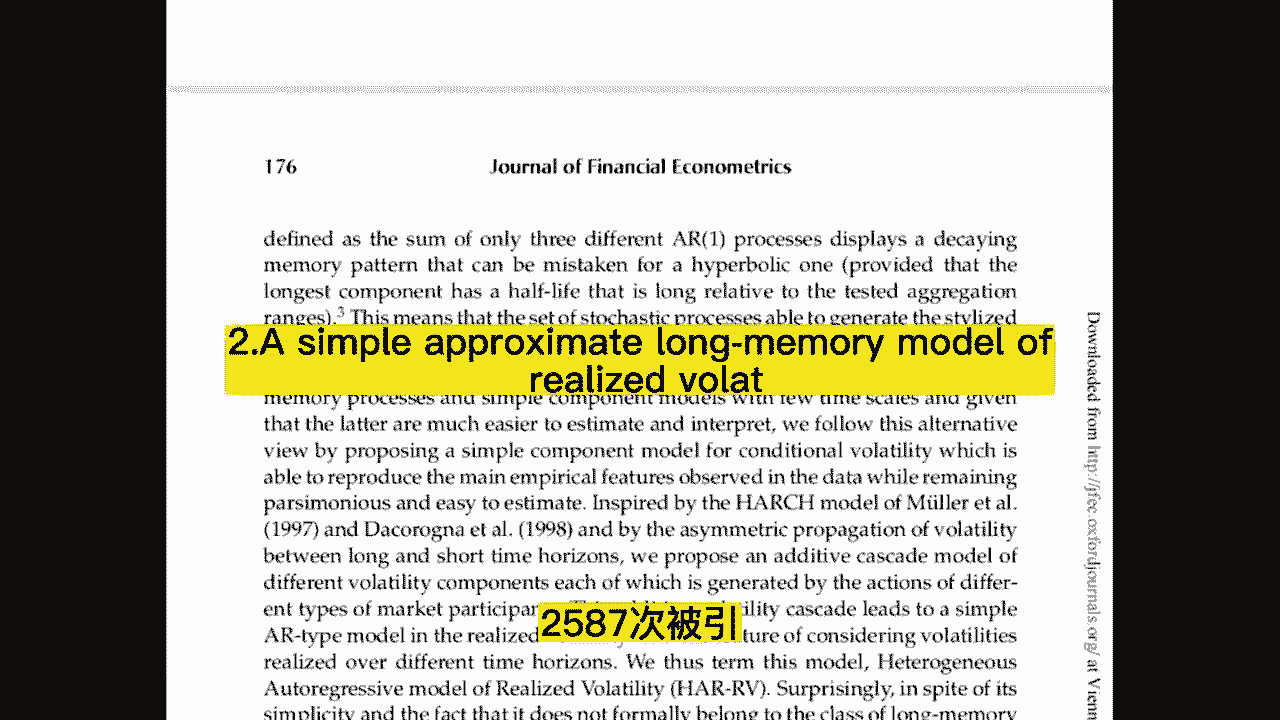 176
Journal of Financial Econometrics
defined as the sum of only three different AR(1) processes displays a decaying
memory pattern that can be mistaken for a hyperbolic one (provided that the
longest component has a half-life that is long relative to the tested aggregation
ranges).3 This means that the set of stochastic processes able to generate the stylized
2.A simple approximate long-memory model of
realized volat
memory processes and simple component models with few time scales and given
that the latter are much easier to estimate and interpret, we follow this alternative
view by proposing a simple component model for conditional volatility which is
able to reproduce the main empirical features observed in the data while remaining
parsimonious and easy to estimate. Inspired by the HARCH model of Müller et al.
(1997) and Dacorogna et al. (1998) and by the asymmetric propagation of volatility
between long and short time horizons, we propose an additive cascade model of
different volatility components each of which is generated by the actions of differ-
ent types of market participan
ility cascade leads to a simple
2587次被引
AR-type model in the realized
ture of considering volatilities
realized over different time horizons. We thus term this model, Heterogeneous
Autoregressive model of Realized Volatility (HAR-RV). Surprisingly, in spite of its
simplicity and the fact that it does not formally belong to the class of long-memory
Downloaded from http://jfec.oxfordjournals.org/ at Vienn